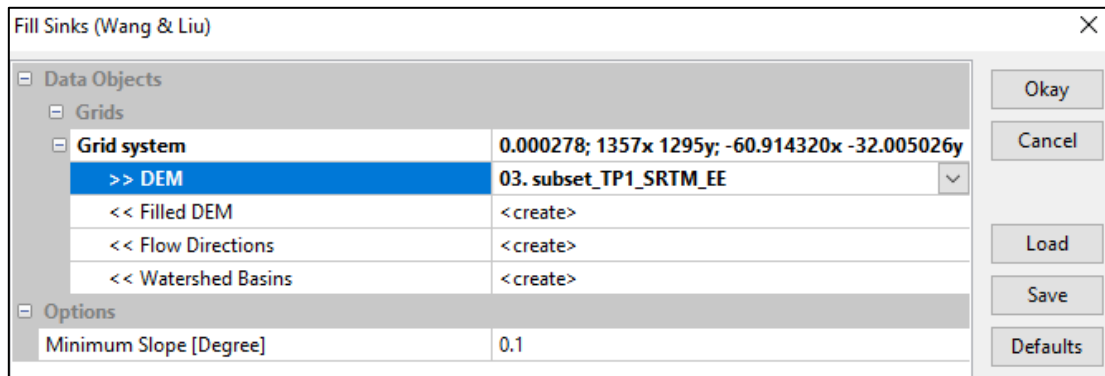 Fill Sinks (Wang & Liu)
Data Objects
Okay
Grids
Grid system 0.000278; 1357x 1295y; -60.914320x -32.005026y
Cancel
>> DEM 03. subset_TP1_SRTM_EE
<< Filled DEM <create>
<< Flow Directions <create>
Load
<< Watershed Basins <create>
Save
Options
Minimum Slope [Degree] 0.1
Defaults